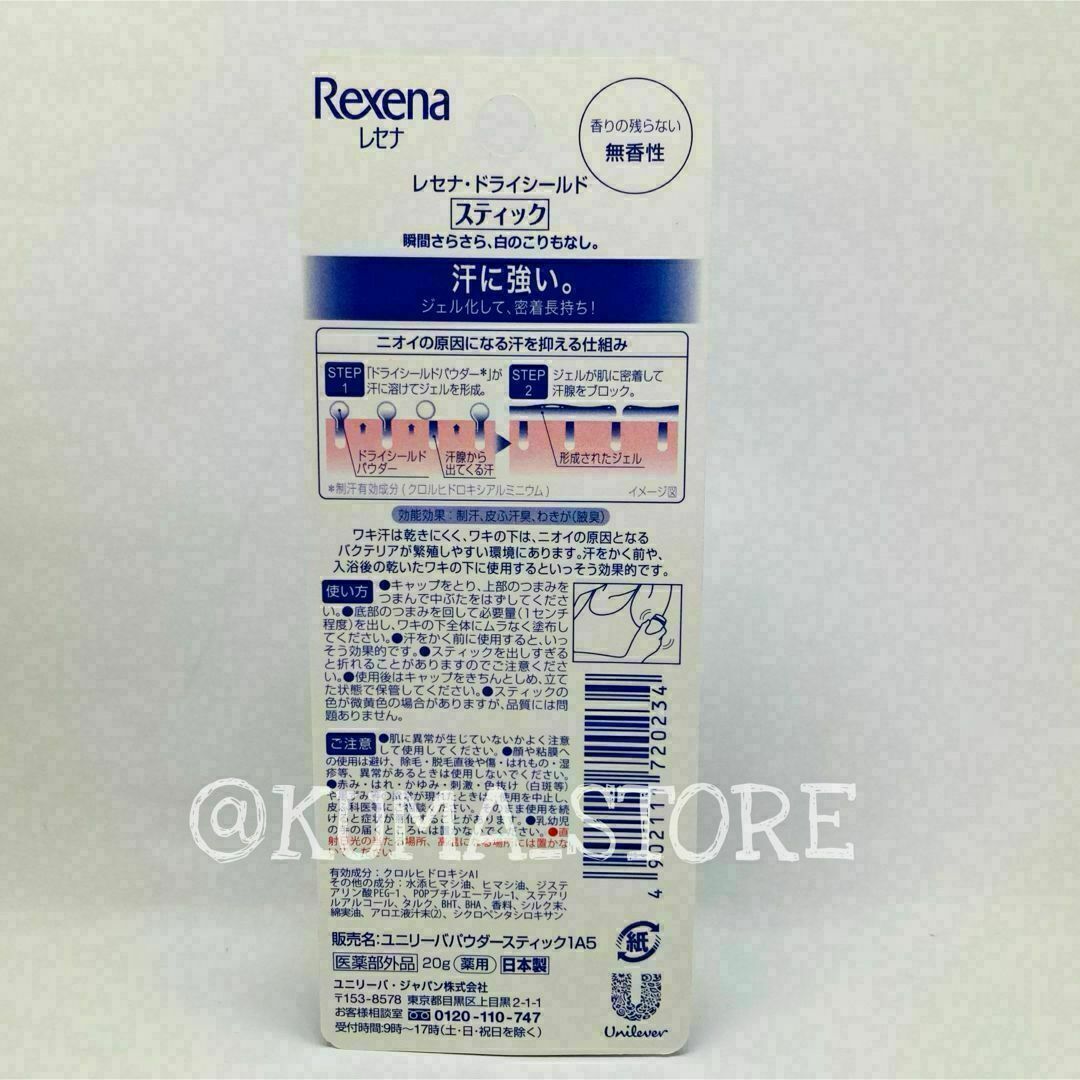 Rexena
レセナ
香りの残らない
無香性
レセナ・ドライシールド
スティック
瞬間さらさら、白のこりもなし。
汗に強い。
ジェル化して、密着長持ち！
ニオイの原因になる汗を抑える仕組み
STEP 1
「ドライシールドパウダー*」が
汗に溶けてジェルを形成。
STEP 2
ジェルが肌に密着して
汗腺をブロック。
ドライシールド
パウダー
汗腺から
出てくる汗
形成されたジェル
*制汗有効成分(クロルヒドロキシアルミニウム)
イメージ図
効能効果：制汗、皮ふ汗臭、わきが(腋臭)
ワキ汗は乾きにくく、ワキの下は、ニオイの原因となる
バクテリアが繁殖しやすい環境にあります。汗をかく前や、
入浴後の乾いたワキの下に使用するといっそう効果的です。
使い方 ●キャップをとり、上部のつまみを
つまんで中ぶたをはずしてくださ
い。●底部のつまみを回して必要量(1センチ
程度)を出し、ワキの下全体にムラなく塗布し
てください。●汗をかく前に使用すると、いっ
そう効果的です。●スティックを出しすぎる
と折れることがありますのでご注意くださ
い。●使用後はキャップをきちんとしめ、立て
た状態で保管してください。●スティックの
色が微黄色の場合がありますが、品質には問
題ありません。
ご注意 ●肌に異常が生じていないかよく注意
して使用してください。●顔や粘膜へ
の使用は避け、除毛・脱毛直後や傷・はれもの・湿
疹等、異常があるときは使用しないでください。
●赤み・はれ・かゆみ・刺激・色抜け(白斑等)
使用を中止し、
使用を続け
●乳幼児
●直
有効成分：クロルヒドロキシAl
その他の成分：水添ヒマシ油、ヒマシ油、ジステ
アリン酸PEG-1、POPブチルエーテル-1、ステアリ
ルアルコール、タルク、BHT、BHA、香料、シルク末、
綿実油、アロエ液汁末(2)、シクロペンタシロキサン
販売名：ユニリーバパウダースティック1A5
医薬部外品 20g 薬用 日本製
ユニリーバ・ジャパン株式会社
〒153-8578 東京都目黒区上目黒2-1-1
お客様相談室 0120-110-747
受付時間：9時～17時(土・日・祝日を除く)
4 902111 720234
紙
Unilever
@KUMA_STORE